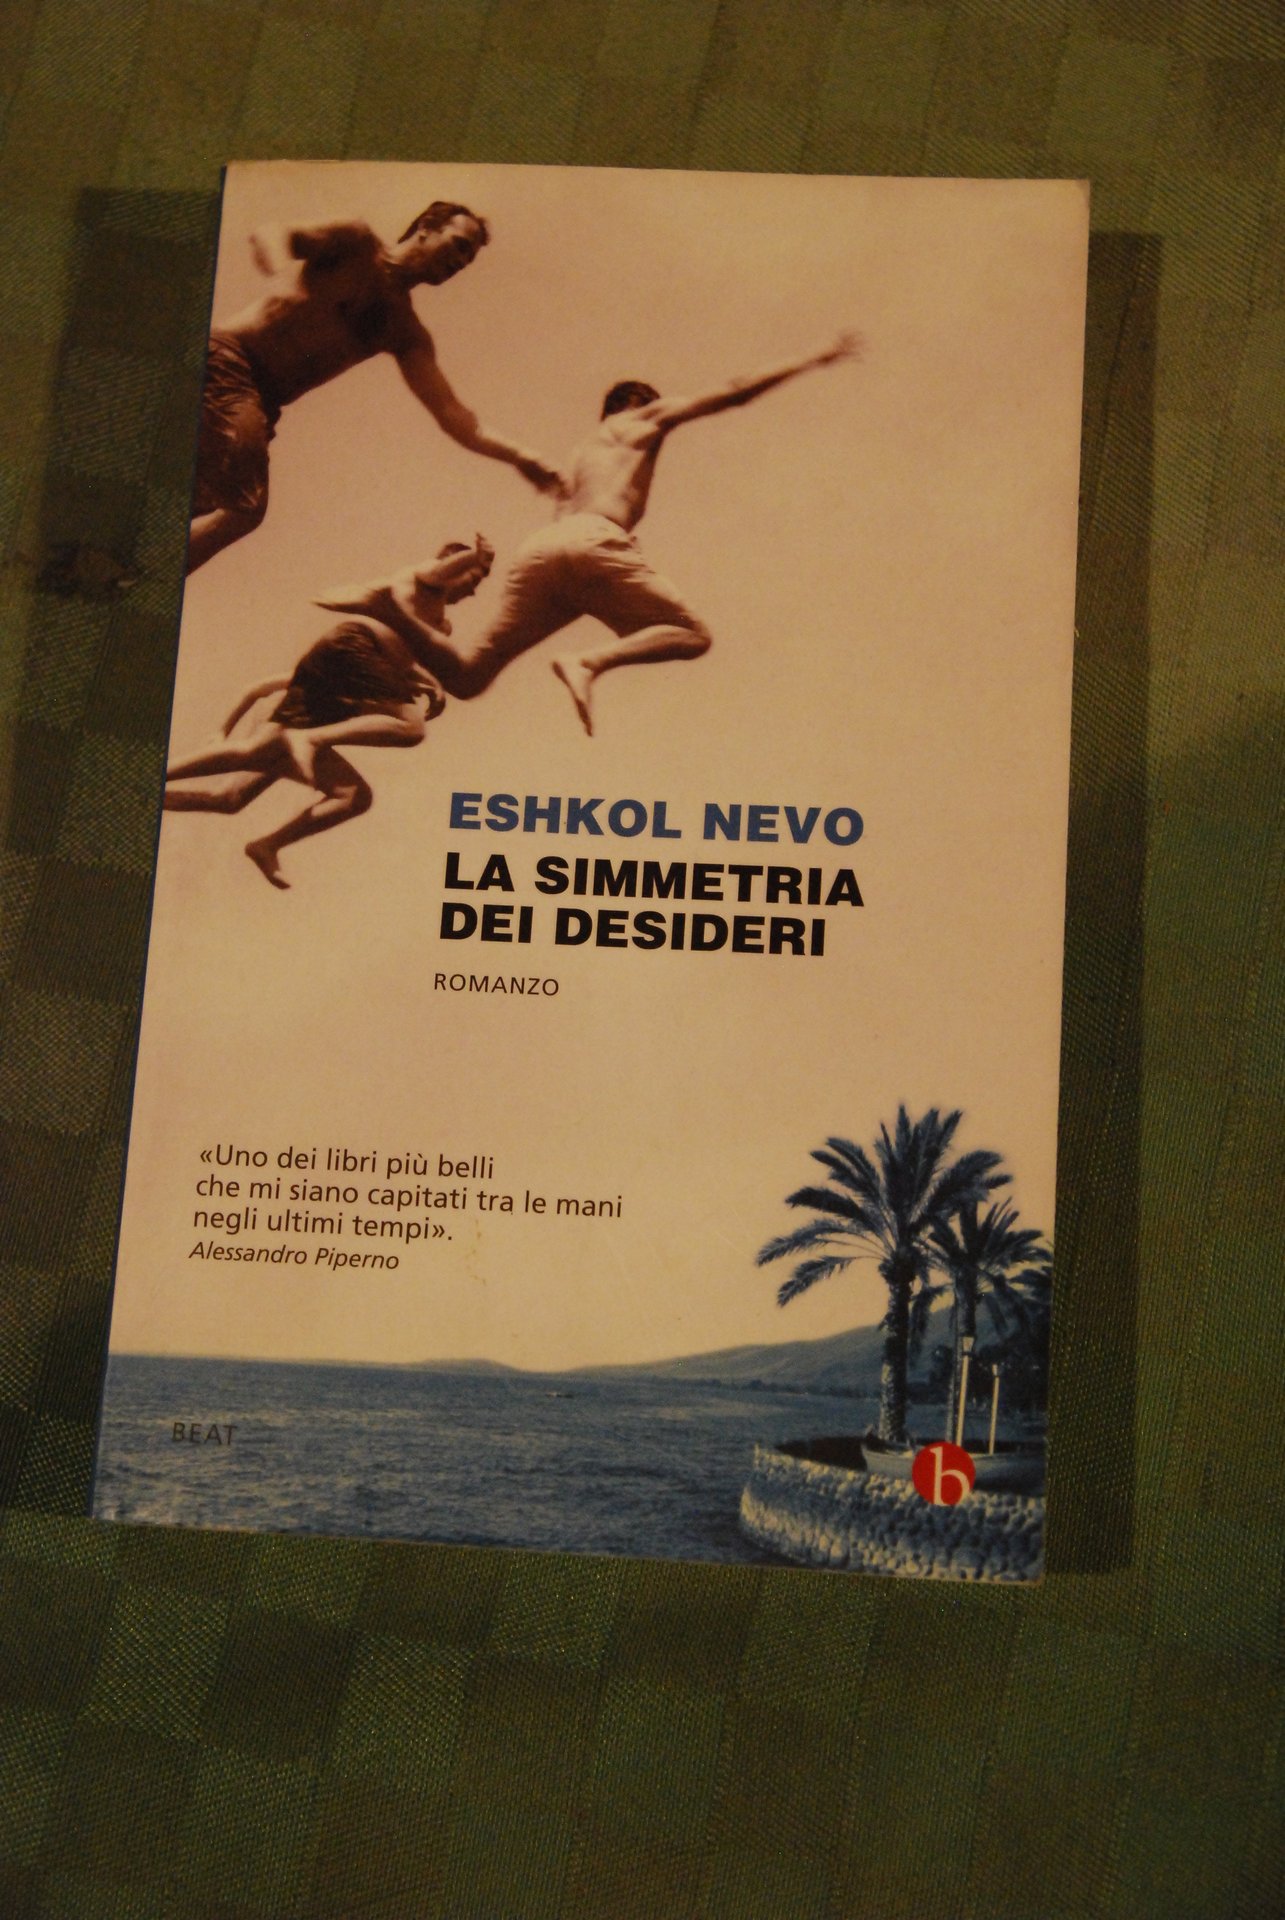 ESHKOL NEVO
LA SIMMETRIA
DEI DESIDERI
ROMANZO
«Uno dei libri più belli
che mi siano capitati tra le mani
negli ultimi tempi».
Alessandro Piperno
BEAT
b